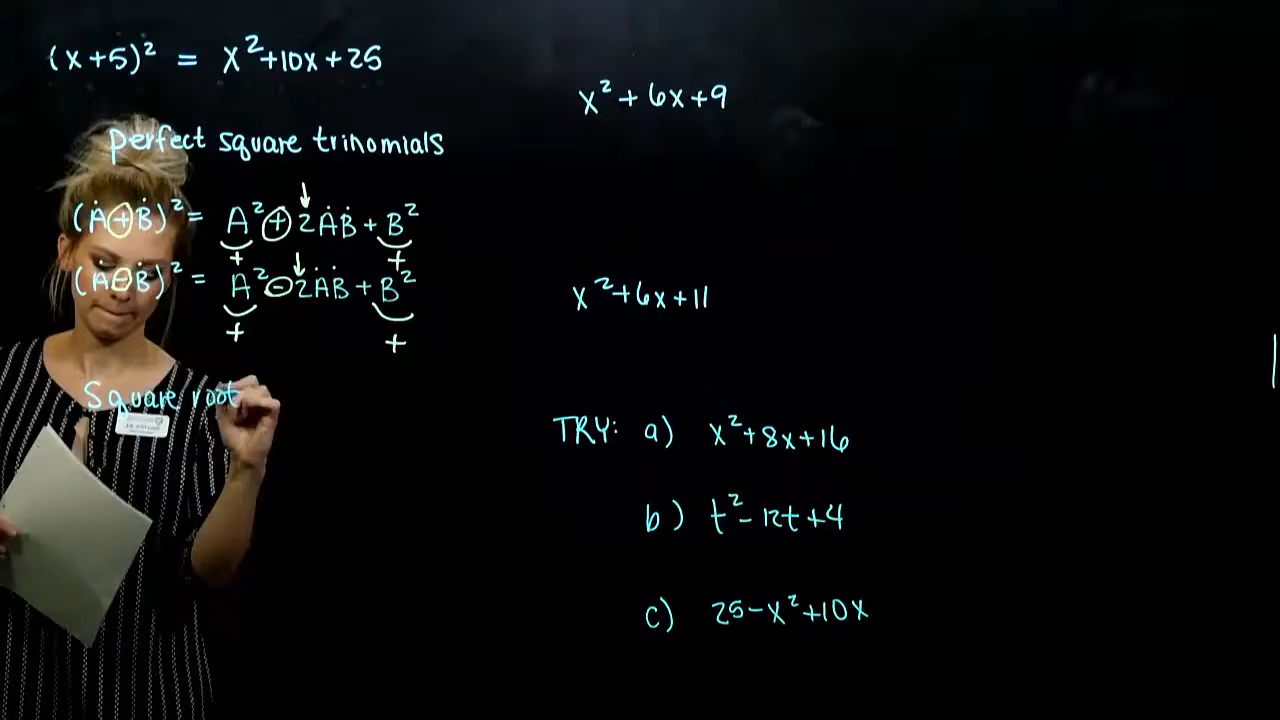 (x+5)² = x²+10x+25
perfect square trinomials
(A+B)² = A²+2AB+B²
+ +
(A-B)² = A²-2AB+B²
+ +
Square root
x²+6x+9
x²+6x+11
TRY: a) x²+8x+16
b) t²-12t+4
c) 25-x²+10x